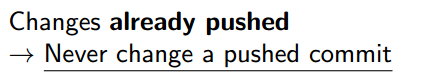 Changes already pushed
→ Never change a pushed commit